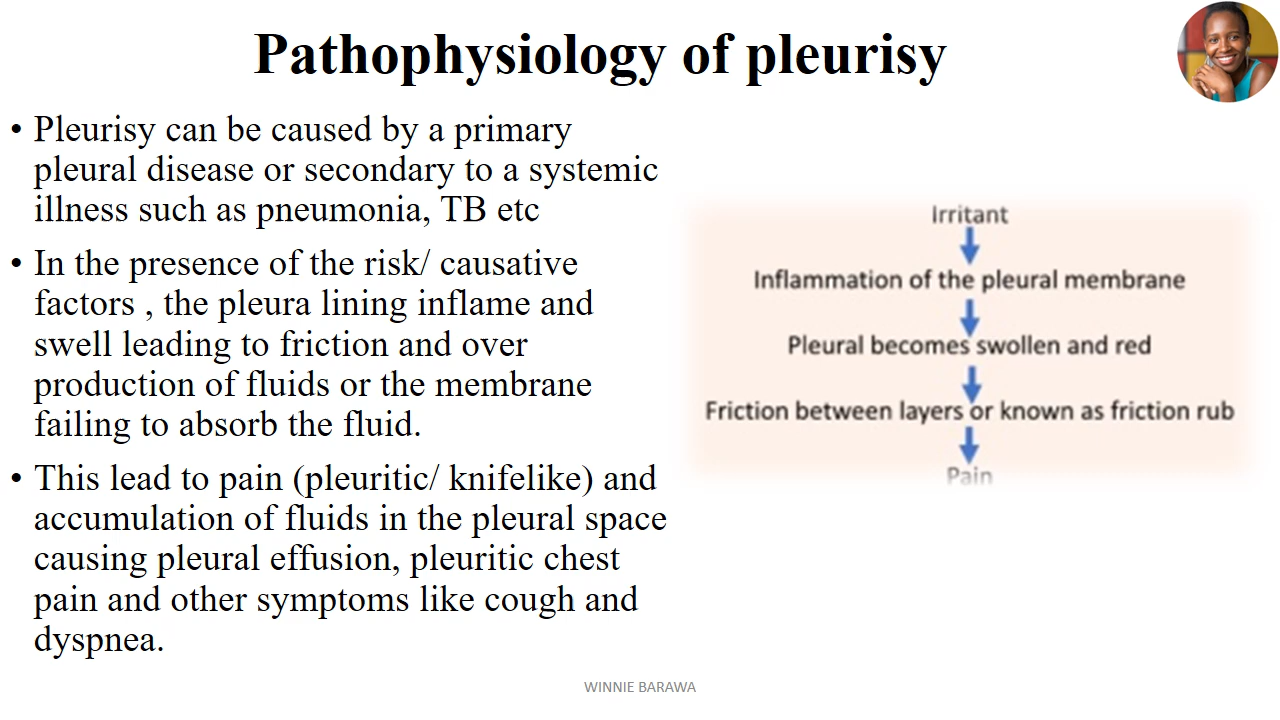 Pathophysiology of pleurisy
• Pleurisy can be caused by a primary
pleural disease or secondary to a systemic
illness such as pneumonia, TB etc
• In the presence of the risk/ causative
factors , the pleura lining inflame and
swell leading to friction and over
production of fluids or the membrane
failing to absorb the fluid.
• This lead to pain (pleuritic/ knifelike) and
accumulation of fluids in the pleural space
causing pleural effusion, pleuritic chest
pain and other symptoms like cough and
dyspnea.
Irritant
Inflammation of the pleural membrane
Pleural becomes swollen and red
Friction between layers or known as friction rub
Pain
WINNIE BARAWA